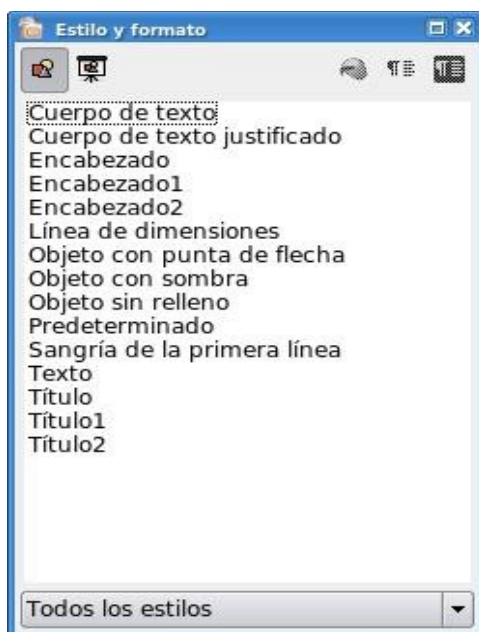 Estilo y formato
Cuerpo de texto
Cuerpo de texto justificado
Encabezado
Encabezado1
Encabezado2
Línea de dimensiones
Objeto con punta de flecha
Objeto con sombra
Objeto sin relleno
Predeterminado
Sangría de la primera línea
Texto
Título
Título1
Título2
Todos los estilos